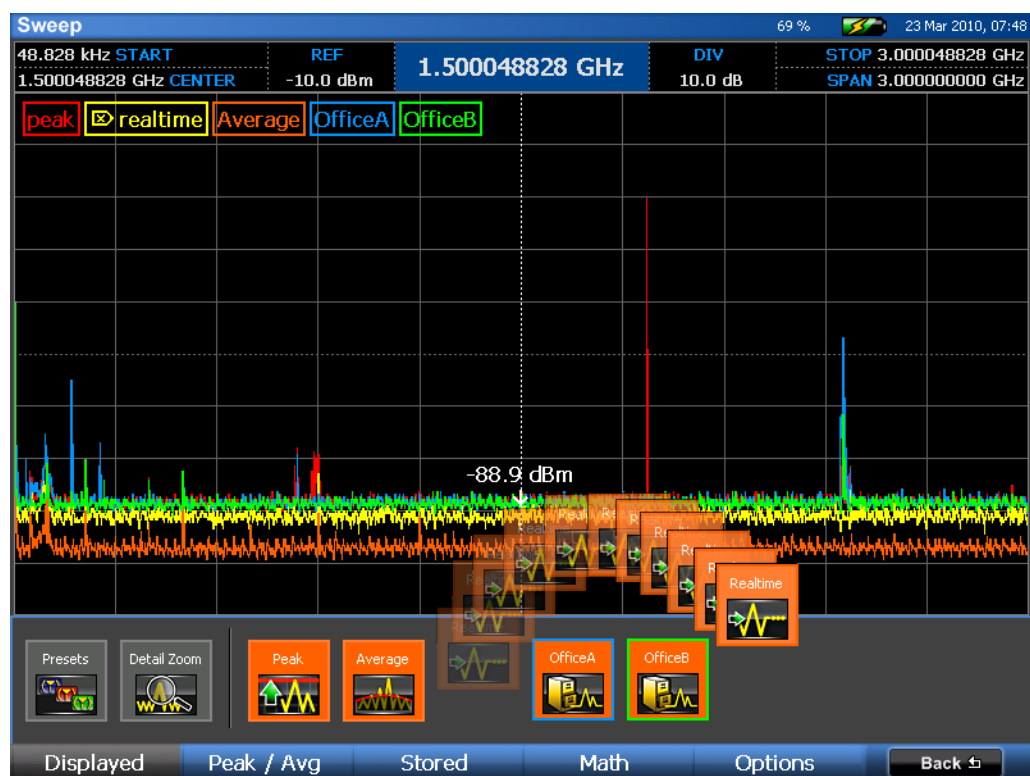 Sweep 69 % 23 Mar 2010, 07:48
48.828 kHz START REF 1.500048828 GHz DIV STOP 3.000048828 GHz
1.500048828 GHz CENTER -10.0 dBm 10.0 dB SPAN 3.000000000 GHz
peak realtime Average OfficeA OfficeB
-88.9 dBm
Realtime
Presets Detail Zoom Peak Average OfficeA OfficeB
Displayed Peak / Avg Stored Math Options Back